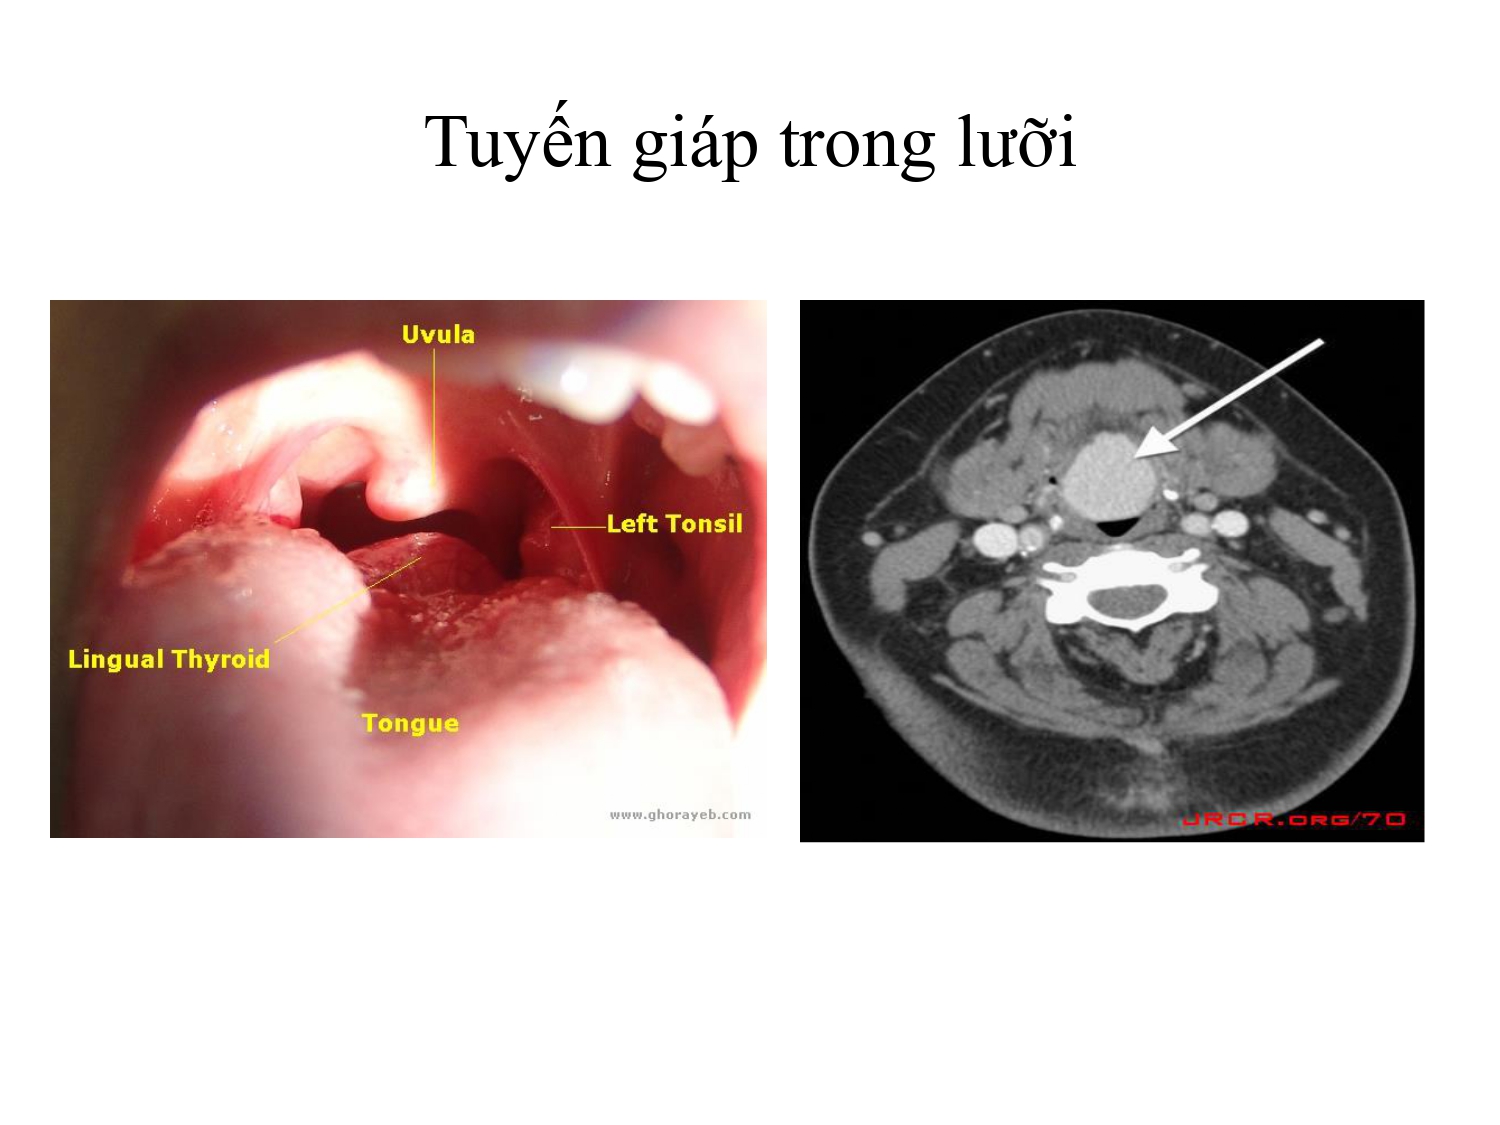 Tuyến giáp trong lưỡi
Uvula
Left Tonsil
Lingual Thyroid
Tongue
www.ghorayeb.com
JRCR.ORG/70